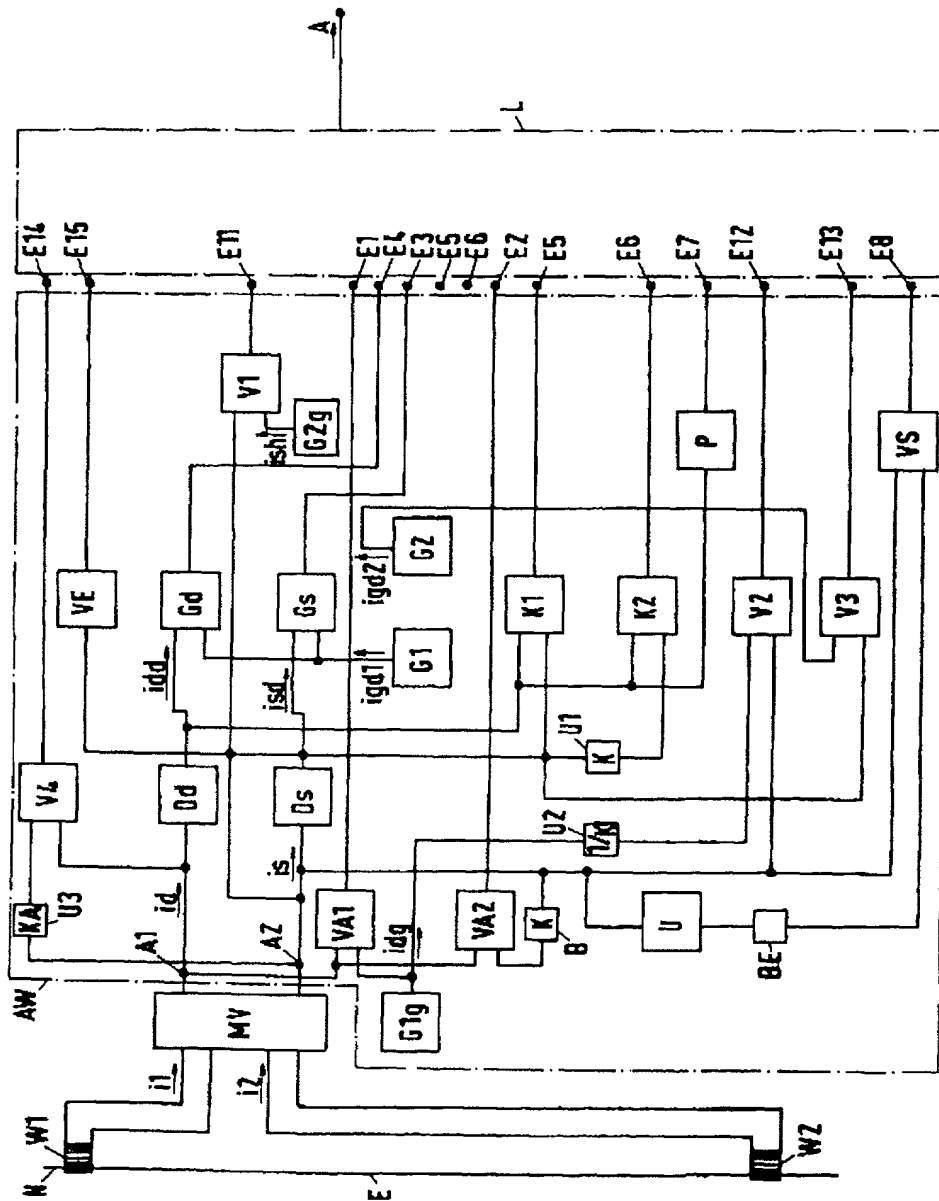 N
W1
i1
i2
W2
E
MV
AW
A1
A2
KA
U3
V4
id
Dd
is
Ds
VA1
VA2
idg
G1g
K
B
U
BE
U2
1/K
U1
K
VE
idd
Gd
isd
Gs
igd1
G1
igd2
G2
V1
ish
G2g
K1
K2
P
V2
V3
VS
E14
E15
E11
E1
E4
E3
E5
E6
E2
E5
E6
E7
E12
E13
E8
L
A